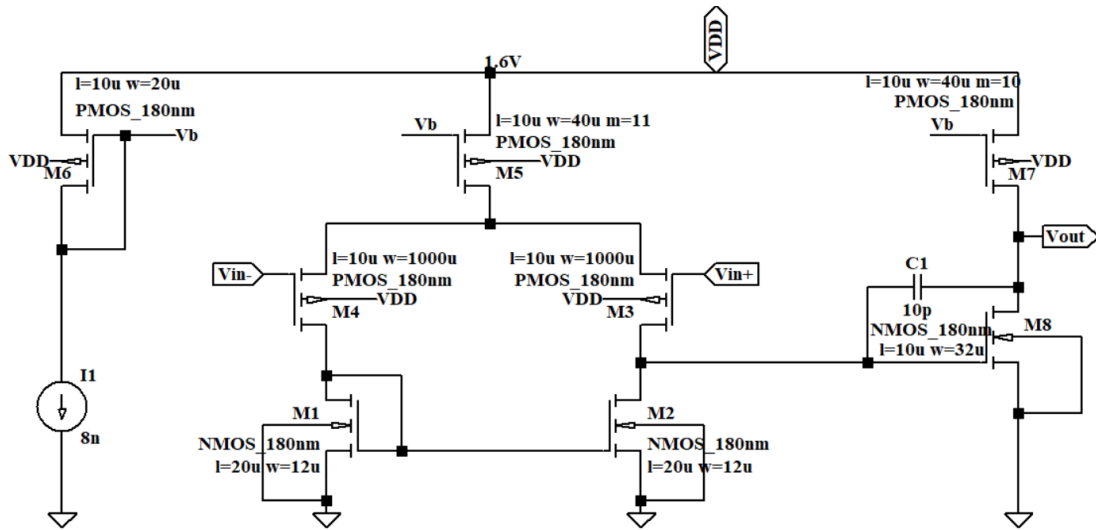 VDD
1.6V
l=10u w=20u
PMOS_180nm
Vb
VDD
M6
Vb
l=10u w=40u m=11
PMOS_180nm
VDD
M5
l=10u w=40u m=10
PMOS_180nm
Vb
VDD
M7
Vout
Vin-
l=10u w=1000u
PMOS_180nm
VDD
M4
l=10u w=1000u
PMOS_180nm
VDD
M3
Vin+
C1
10p
NMOS_180nm
l=10u w=32u
M8
I1
8n
M1
NMOS_180nm
l=20u w=12u
M2
NMOS_180nm
l=20u w=12u